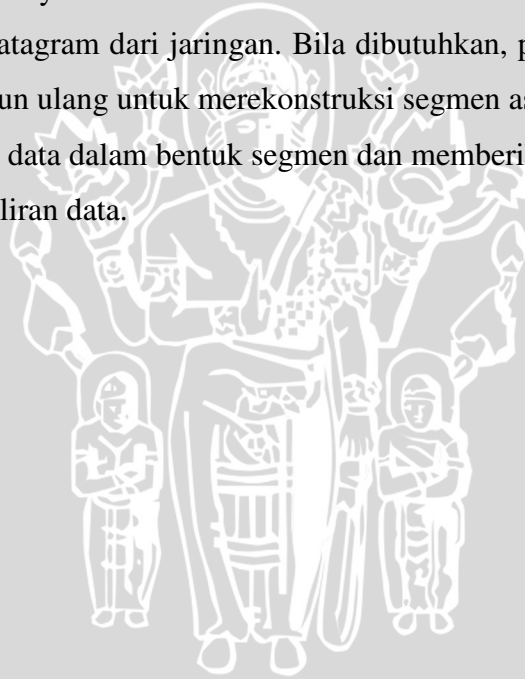 atagram dari jaringan. Bila dibutuhkan, p
un ulang untuk merekonstruksi segmen as
data dalam bentuk segmen dan memberi
liran data.